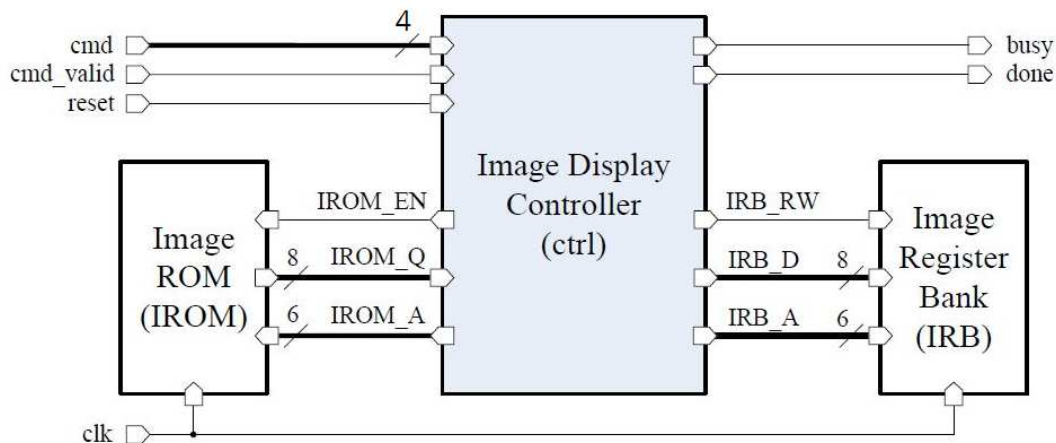 cmd
4
cmd_valid
reset
busy
done
Image Display
Controller
(ctrl)
Image
ROM
(IROM)
IROM_EN
8 IROM_Q
6 IROM_A
IRB_RW
IRB_D 8
IRB_A 6
Image
Register
Bank
(IRB)
clk